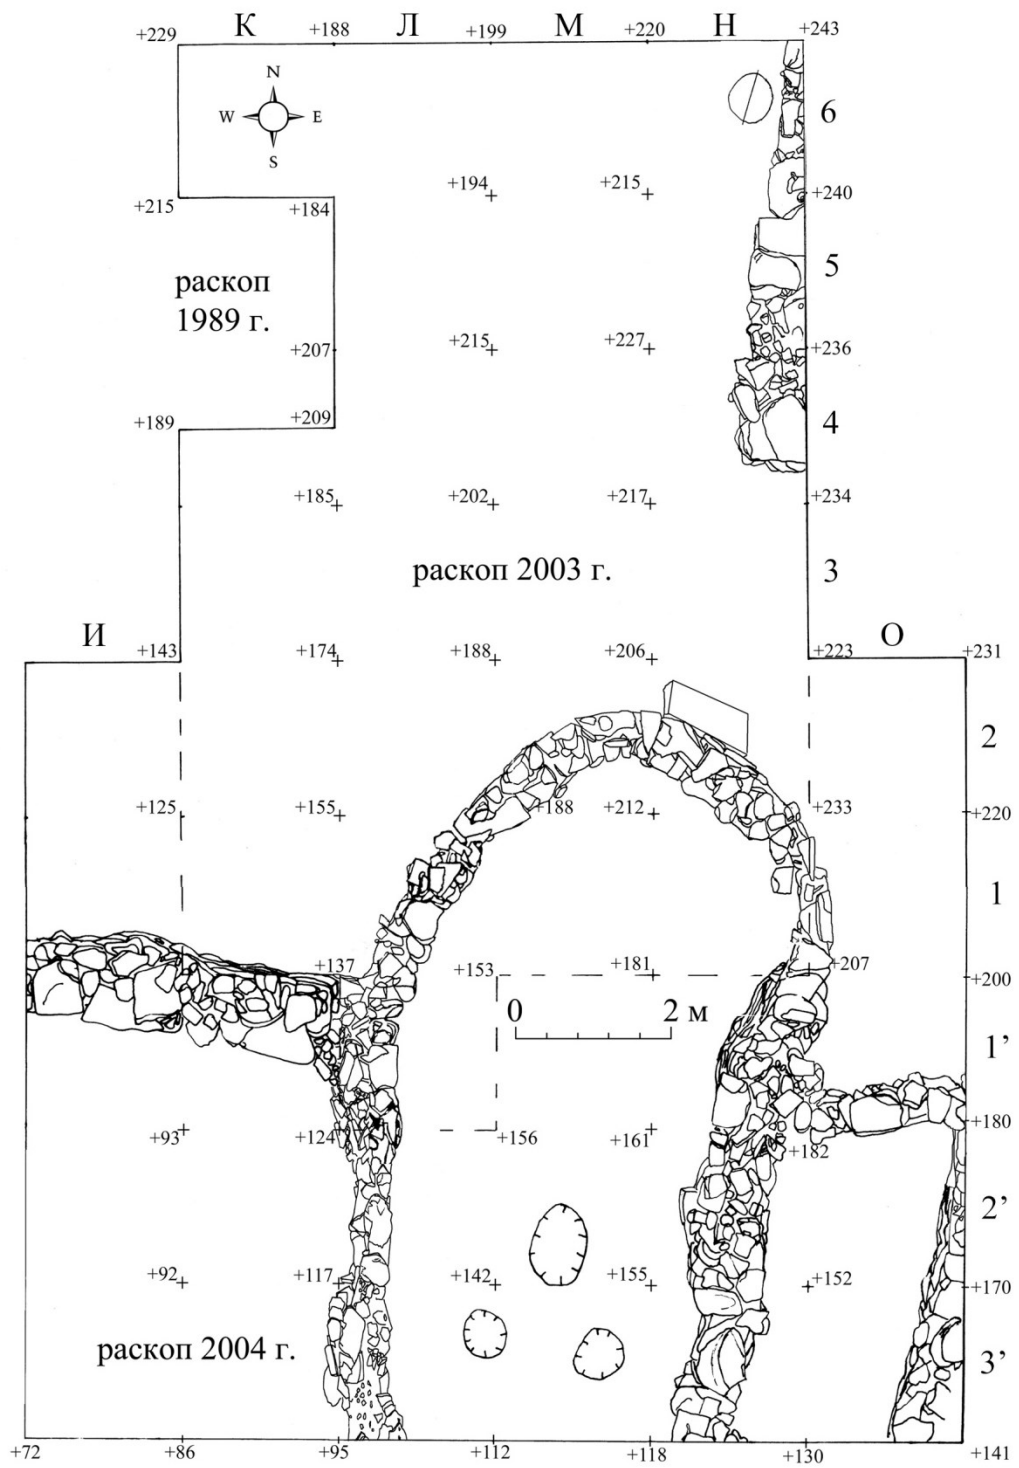 К Л М Н
+229 +188 +199 +220 +243
N
W E
S
6
+194 +215
+215 +184 +240
раскоп
1989 г.
5
+207 +215 +227 +236
+189 +209
4
+185 +202 +217 +234
раскоп 2003 г.
3
И О
+143 +174 +188 +206 +223 +231
2
+125 +155 +188 +212 +233 +220
1
+137 +153 +181 +207 +200
0 2 м
1’
+93 +124 +156 +161 +182 +180
2’
+92 +117 +142 +155 +152 +170
раскоп 2004 г.
3’
+72 +86 +95 +112 +118 +130 +141